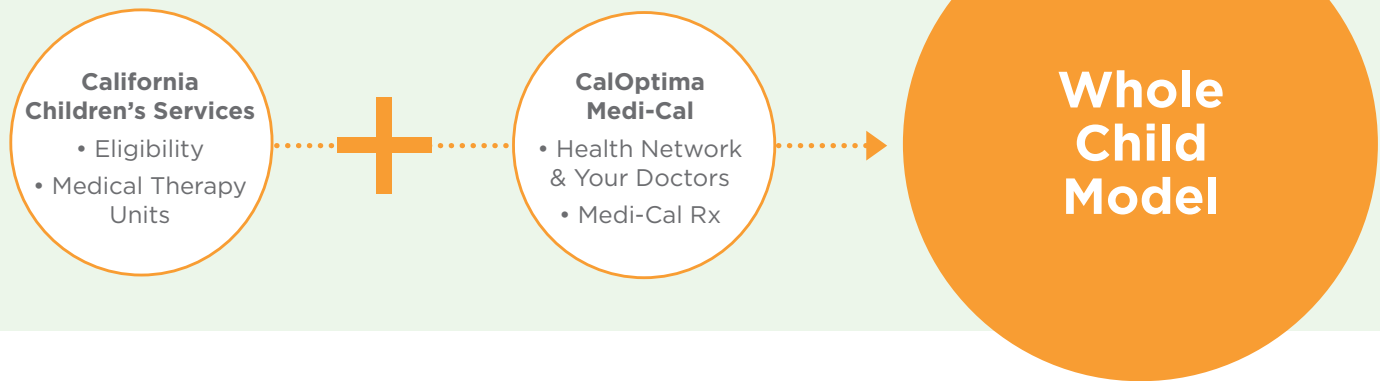 California
Children’s Services
• Eligibility
• Medical Therapy
Units
CalOptima
Medi-Cal
• Health Network
& Your Doctors
• Medi-Cal Rx
Whole
Child
Model